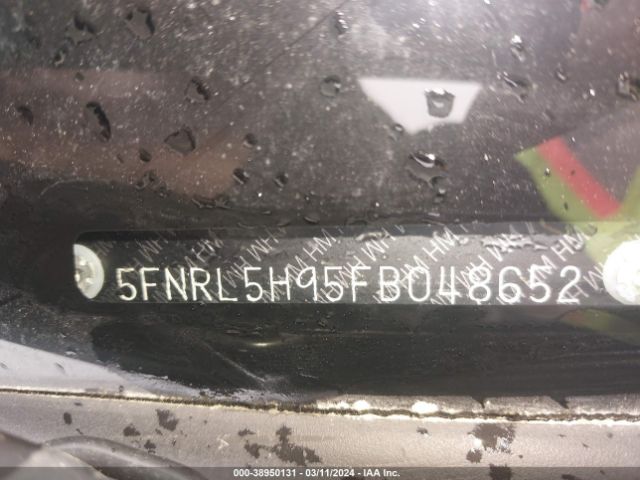 5FNRL5H95FB048652
000-38950131 - 03/11/2024 - IAA Inc.